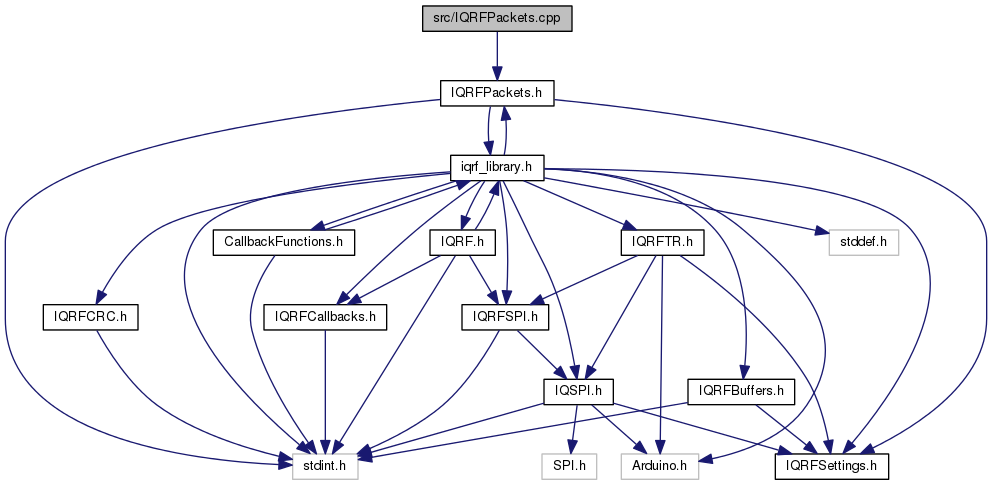 src/IQRFPackets.cpp
IQRFPackets.h
iqrf_library.h
CallbackFunctions.h
IQRF.h
IQRFTR.h
stddef.h
IQRFCRC.h
IQRFCallbacks.h
IQRFSPI.h
IQSPI.h
IQRFBuffers.h
stdint.h
SPI.h
Arduino.h
IQRFSettings.h